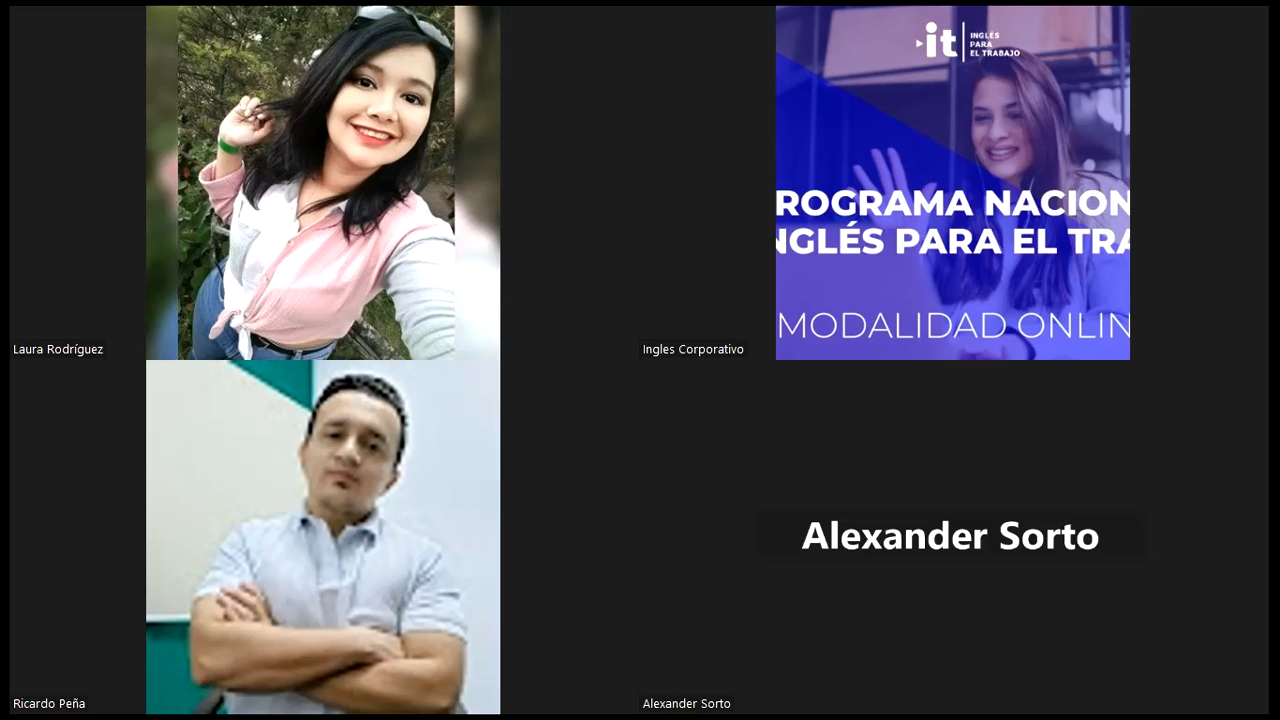 it
INGLÉS
PARA
EL TRABAJO
ROGRAMA NACION
NGLÉS PARA EL TRA
MODALIDAD ONLIN
Laura Rodríguez
Ingles Corporativo
Alexander Sorto
Ricardo Peña
Alexander Sorto